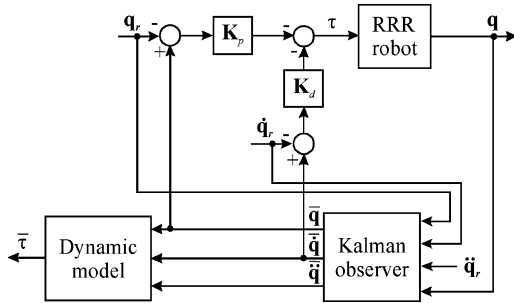 q_r - + K_p - - τ RRR robot q
K_d
q̇_r - +
τ̄ Dynamic model q̄ q̄̇ q̄̈ Kalman observer q̈_r